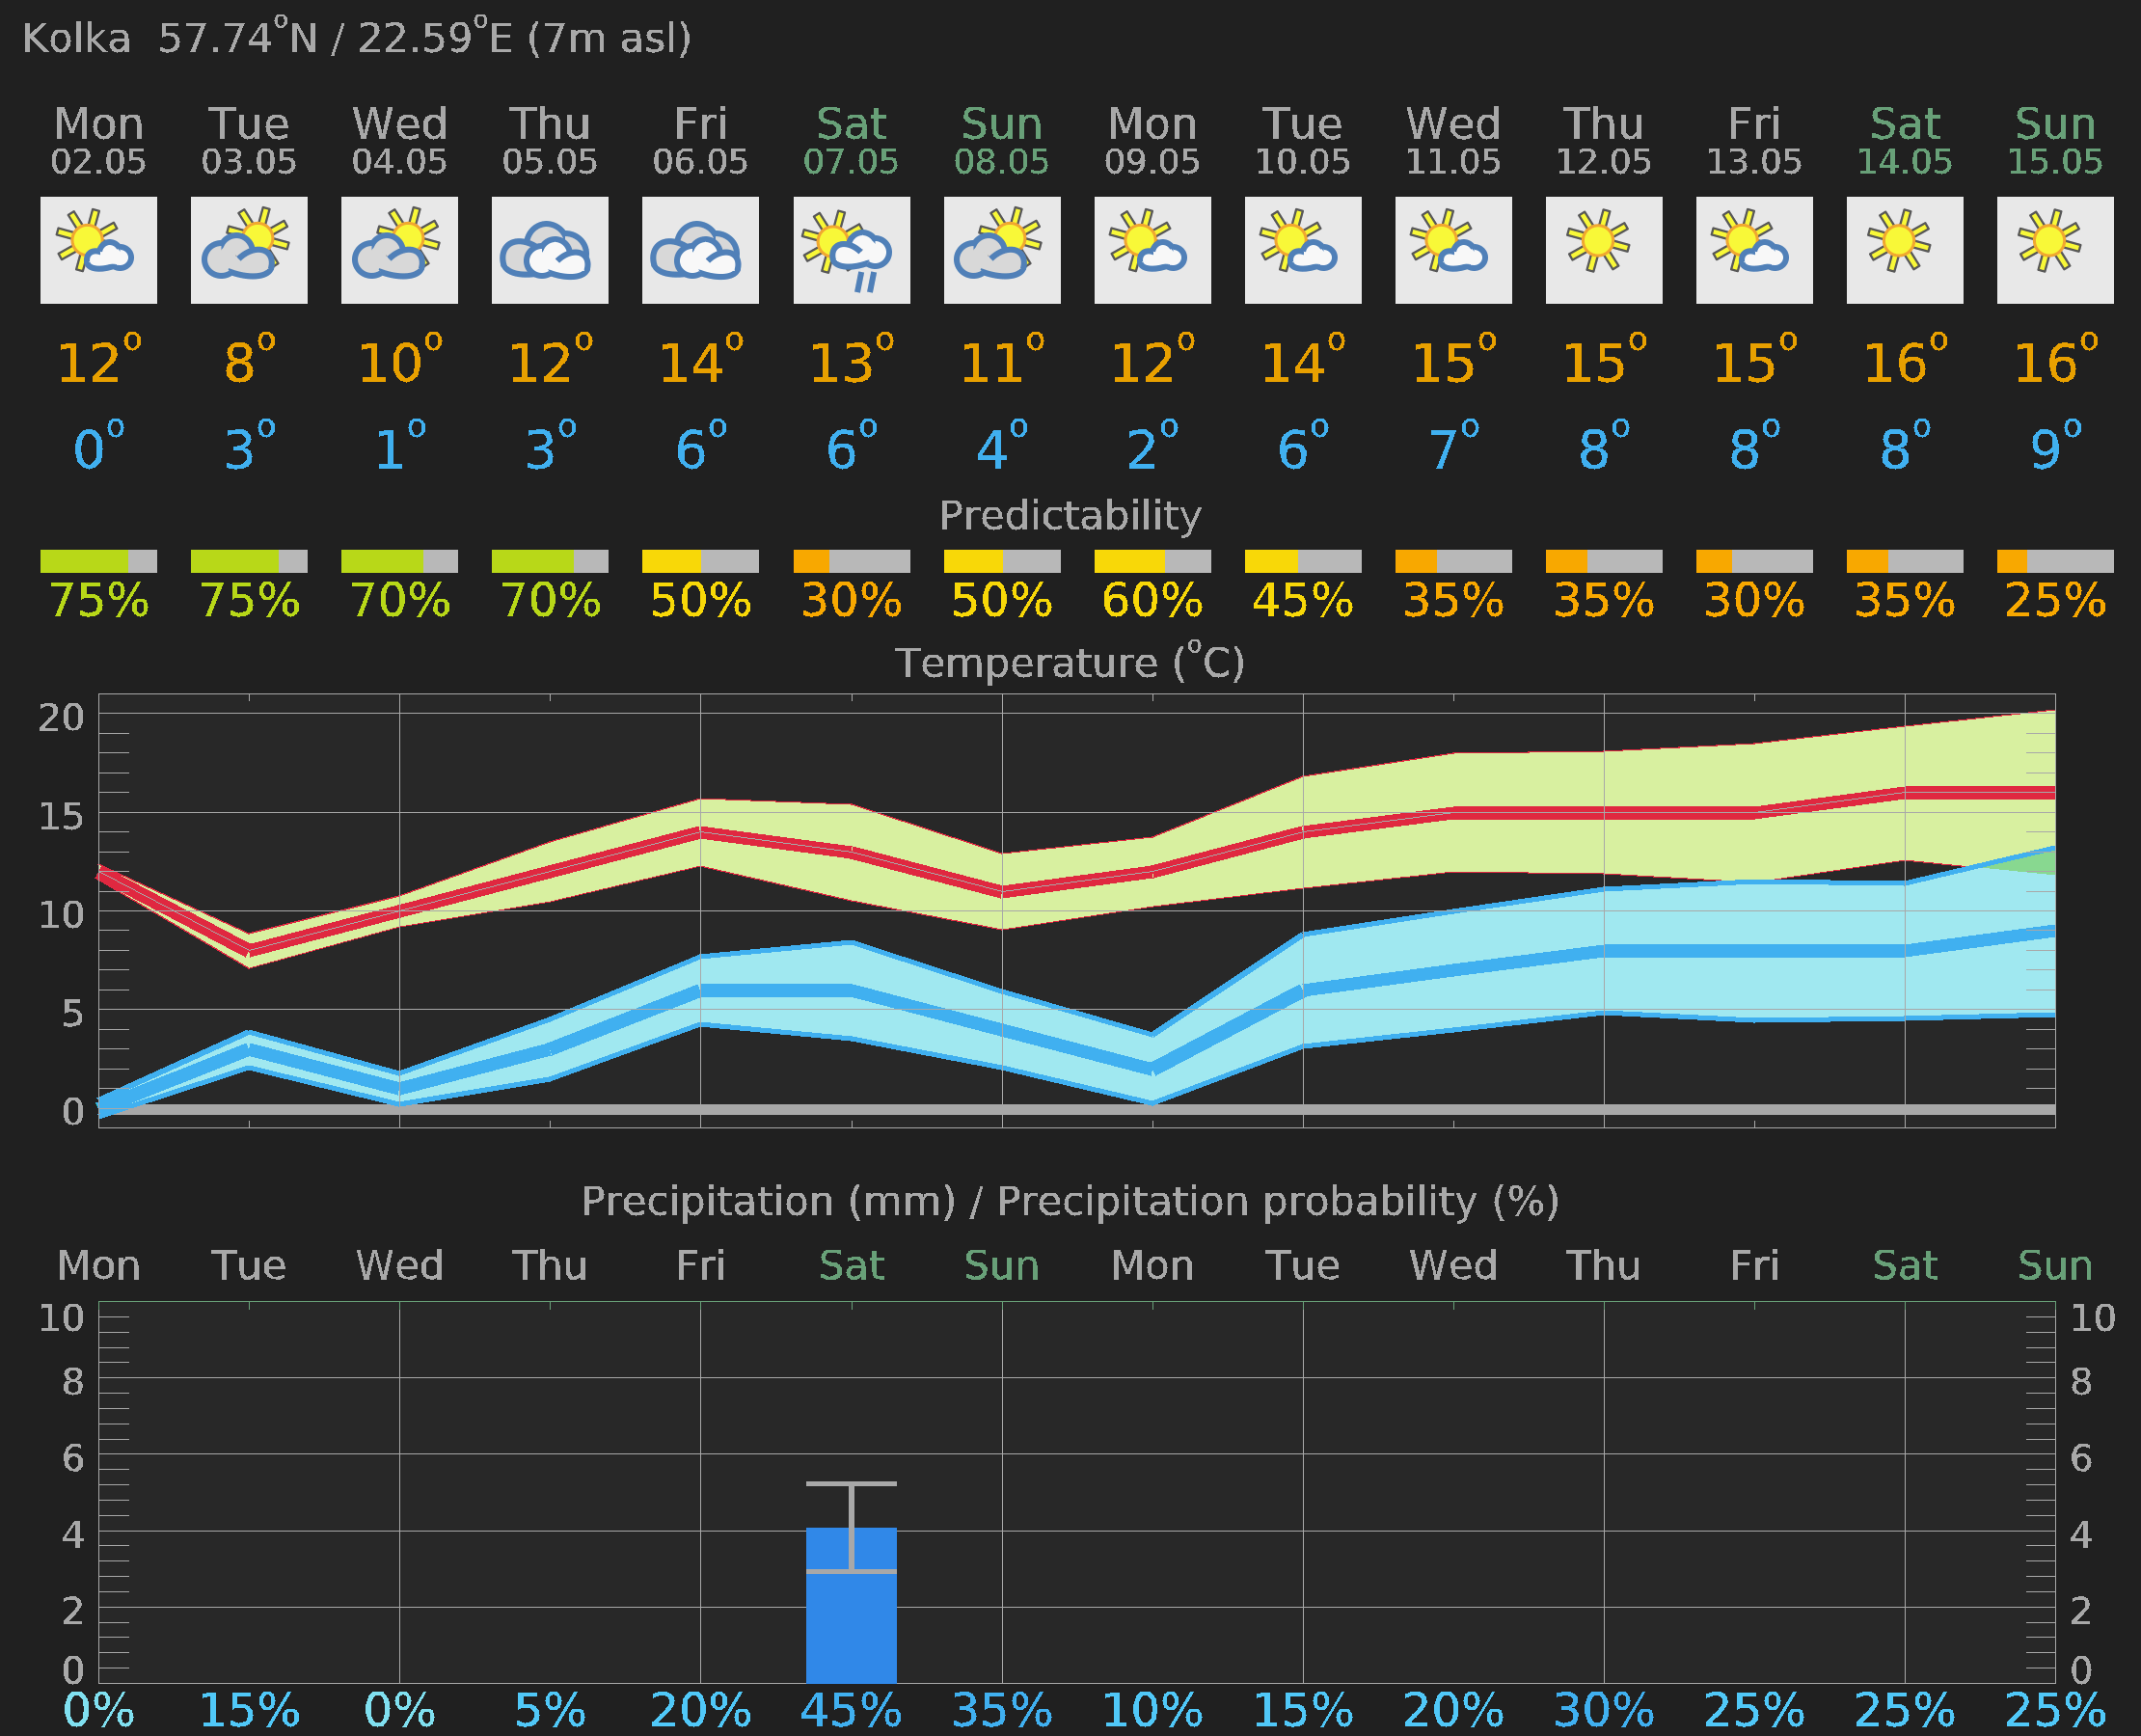 Kolka 57.74°N / 22.59°E (7m asl)
Mon Tue Wed Thu Fri Sat Sun Mon Tue Wed Thu Fri Sat Sun
02.05 03.05 04.05 05.05 06.05 07.05 08.05 09.05 10.05 11.05 12.05 13.05 14.05 15.05
12° 8° 10° 12° 14° 13° 11° 12° 14° 15° 15° 15° 16° 16°
0° 3° 1° 3° 6° 6° 4° 2° 6° 7° 8° 8° 8° 9°
Predictability
75% 75% 70% 70% 50% 30% 50% 60% 45% 35% 35% 30% 35% 25%
Temperature (°C)
20
15
10
5
0
Precipitation (mm) / Precipitation probability (%)
Mon Tue Wed Thu Fri Sat Sun Mon Tue Wed Thu Fri Sat Sun
10 10
8 8
6 6
4 4
2 2
0 0
0% 15% 0% 5% 20% 45% 35% 10% 15% 20% 30% 25% 25% 25%